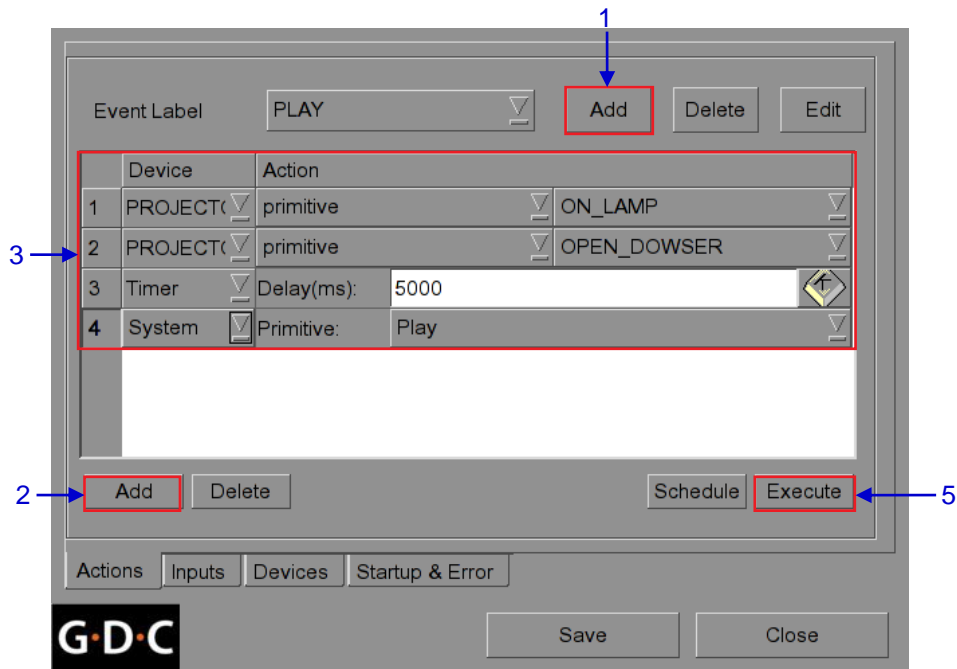 1
Event Label PLAY Add Delete Edit
Device Action
1 PROJECT( primitive ON_LAMP
2 PROJECT( primitive OPEN_DOWSER
3
3 Timer Delay(ms): 5000
4 System Primitive: Play
2 Add Delete Schedule Execute 5
Actions Inputs Devices Startup & Error
G·D·C Save Close